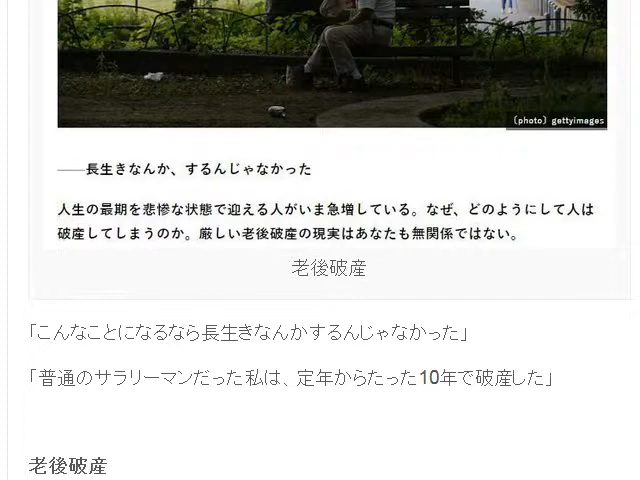 (photo) gettyimages
――長生きなんか、するんじゃなかった
人生の最期を悲惨な状態で迎える人がいま急増している。なぜ、どのようにして人は
破産してしまうのか。厳しい老後破産の現実はあなたも無関係ではない。
老後破産
「こんなことになるなら長生きなんかするんじゃなかった」
「普通のサラリーマンだった私は、定年からたった10年で破産した」
老後破産